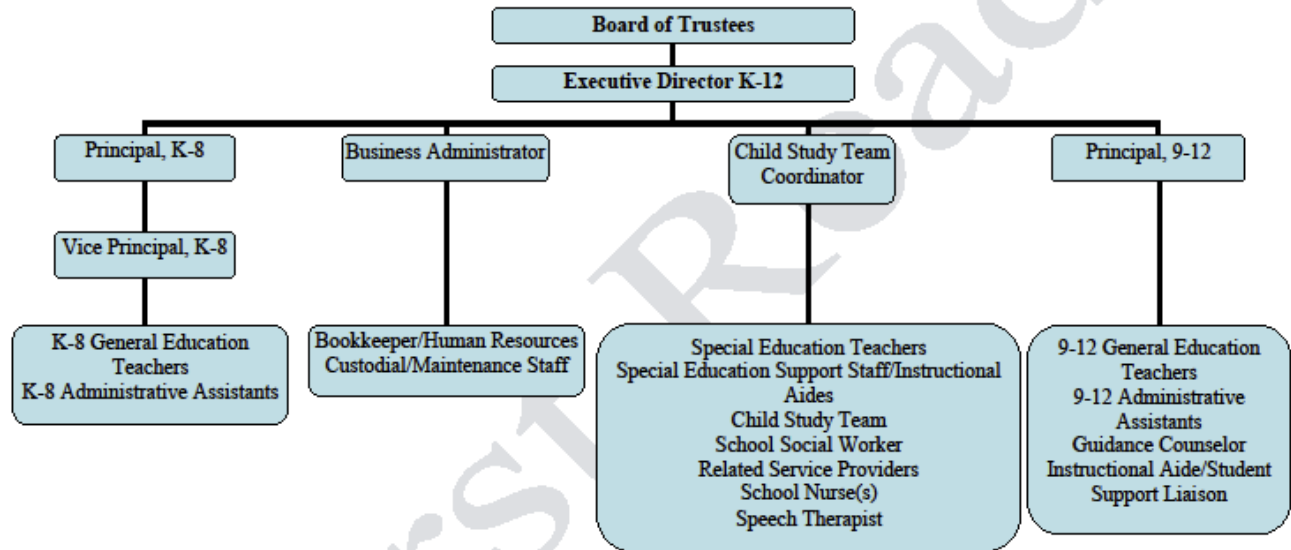 Board of Trustees
Executive Director K-12
Principal, K-8
Business Administrator
Child Study Team
Coordinator
Principal, 9-12
Vice Principal, K-8
K-8 General Education
Teachers
K-8 Administrative Assistants
Bookkeeper/Human Resources
Custodial/Maintenance Staff
Special Education Teachers
Special Education Support Staff/Instructional
Aides
Child Study Team
School Social Worker
Related Service Providers
School Nurse(s)
Speech Therapist
9-12 General Education
Teachers
9-12 Administrative
Assistants
Guidance Counselor
Instructional Aide/Student
Support Liaison